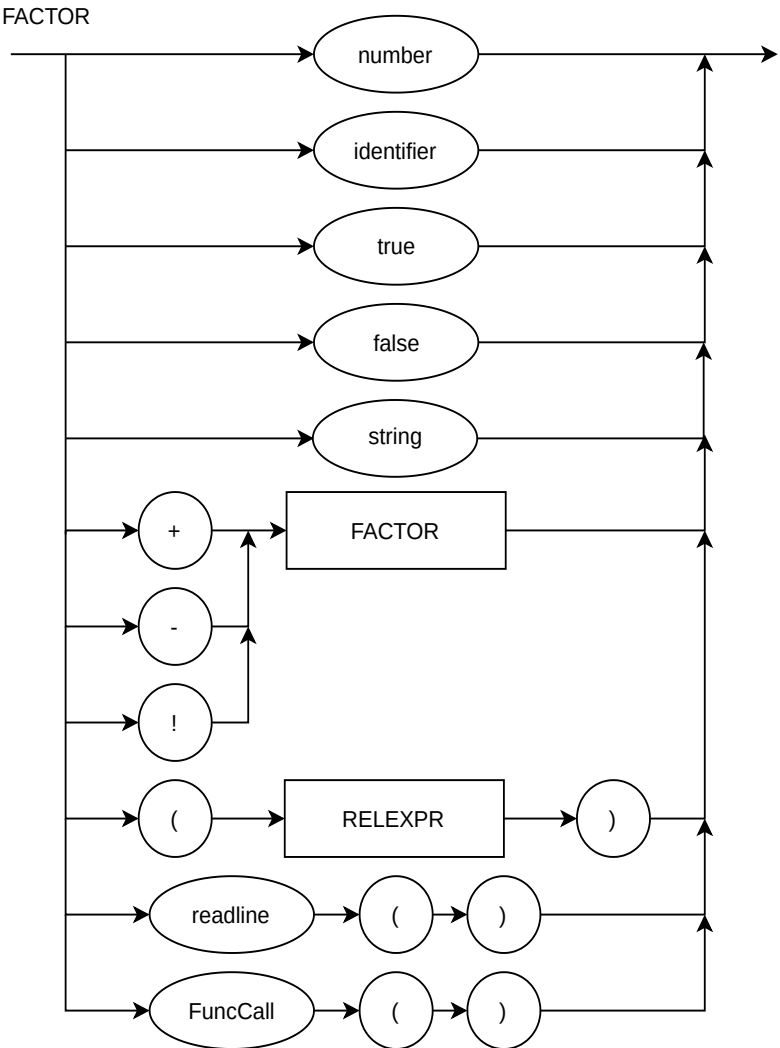 FACTOR
number
identifier
true
false
string
+ FACTOR
-
!
( RELEXPR )
readline ( )
FuncCall ( )